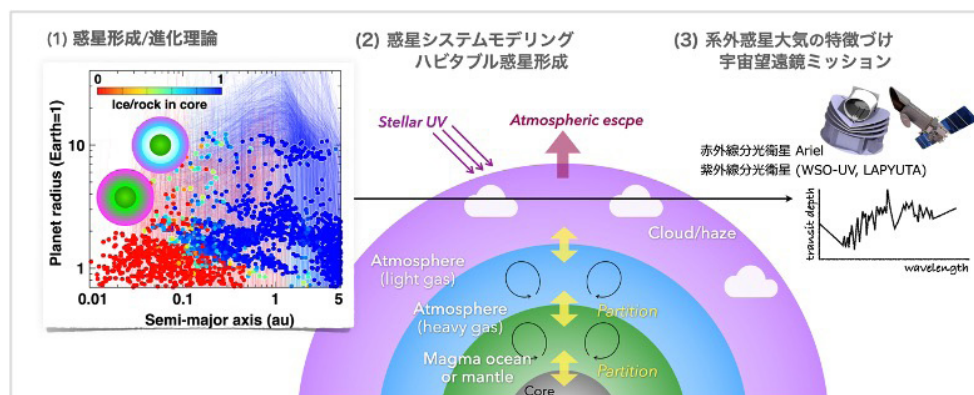 (1) 惑星形成/進化理論
(2) 惑星システムモデリング
ハビタブル惑星形成
(3) 系外惑星大気の特徴づけ
宇宙望遠鏡ミッション
0
1
Ice/rock in core
Planet radius (Earth=1)
10
1
0.01
0.1
1
5
Semi-major axis (au)
Stellar UV
Atmospheric escpe
Cloud/haze
Atmosphere
(light gas)
Atmosphere
(heavy gas)
Partition
Magma ocean
or mantle
Partition
Core
赤外線分光衛星 Ariel
紫外線分光衛星 (WSO-UV, LAPYUTA)
transit depth
wavelength